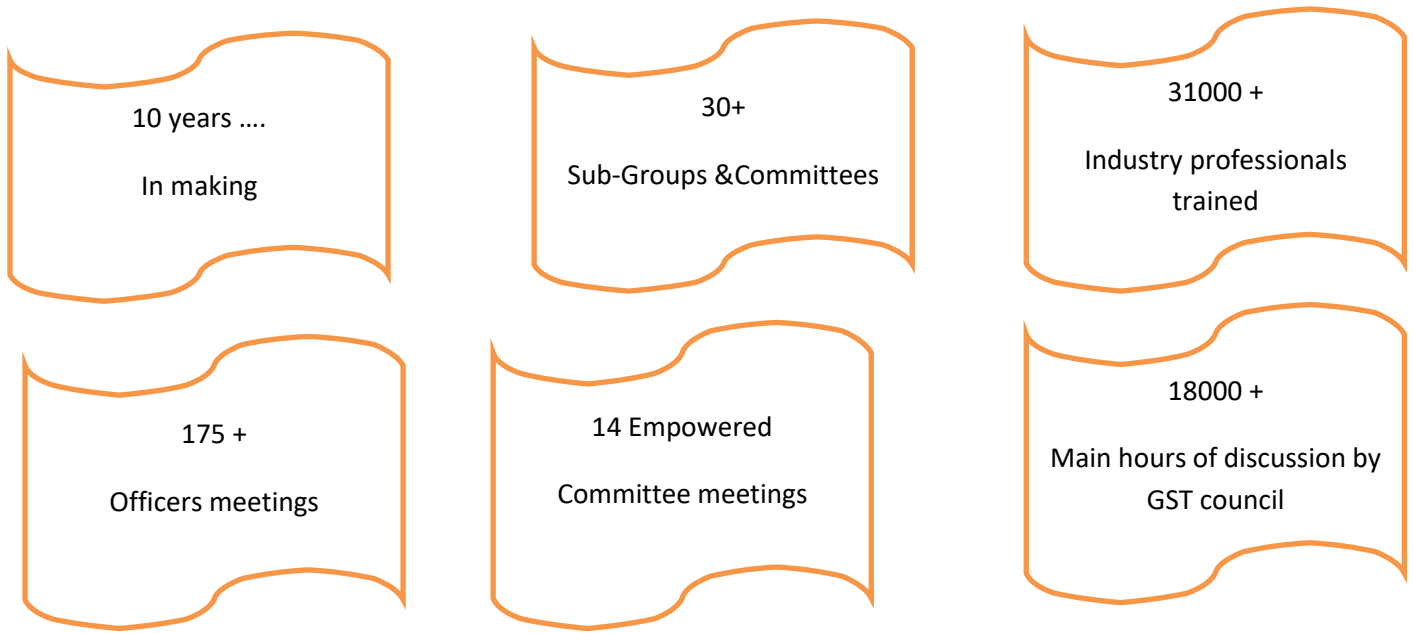 10 years ….
In making
30+
Sub-Groups &Committees
31000 +
Industry professionals
trained
175 +
Officers meetings
14 Empowered
Committee meetings
18000 +
Main hours of discussion by
GST council